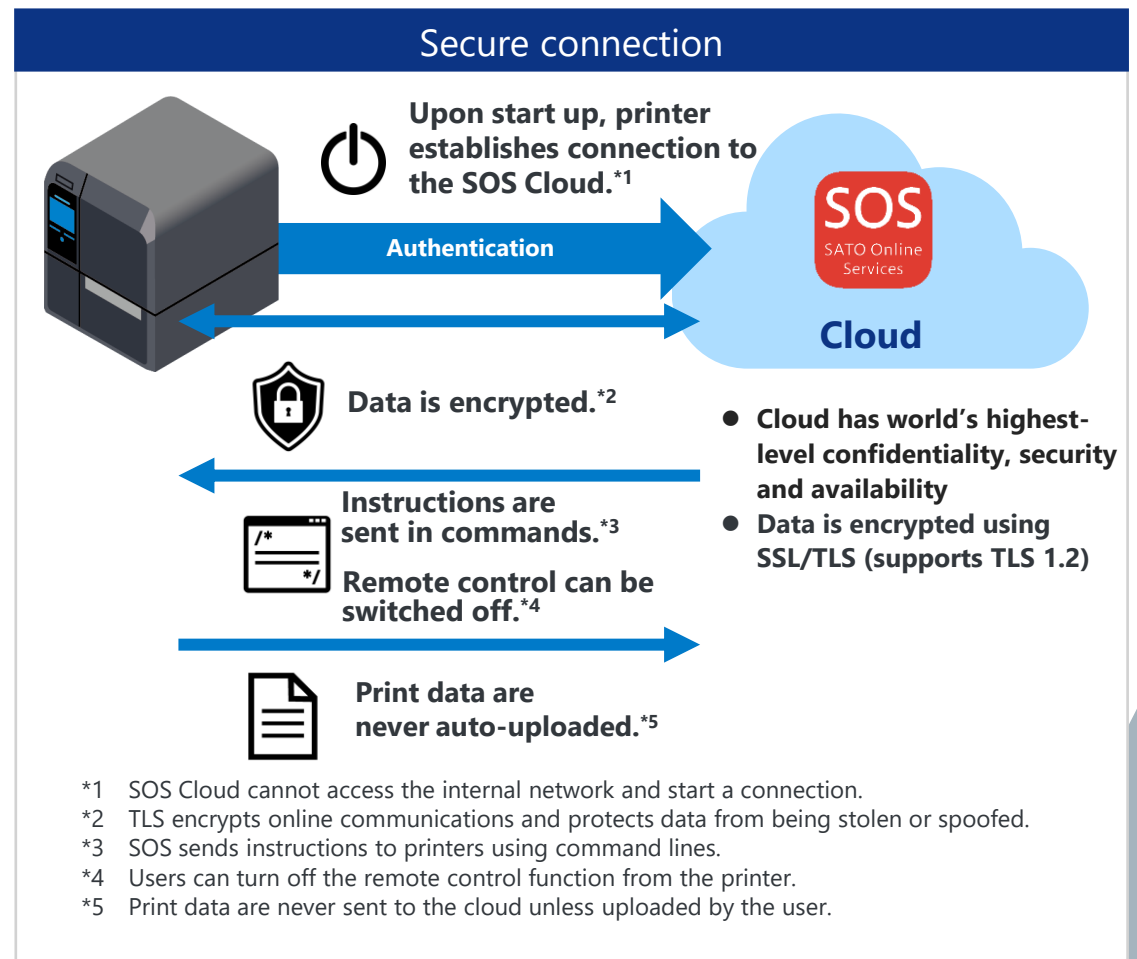 Secure connection
Upon start up, printer
establishes connection to
the SOS Cloud.*1
SOS
SATO Online
Services
Authentication
Cloud
Data is encrypted.*2
● Cloud has world's highest-
level confidentiality, security
and availability
● Data is encrypted using
SSL/TLS (supports TLS 1.2)
/*
*/
Instructions are
sent in commands.*3
Remote control can be
switched off.*4
Print data are
never auto-uploaded.*5
*1 SOS Cloud cannot access the internal network and start a connection.
*2 TLS encrypts online communications and protects data from being stolen or spoofed.
*3 SOS sends instructions to printers using command lines.
*4 Users can turn off the remote control function from the printer.
*5 Print data are never sent to the cloud unless uploaded by the user.